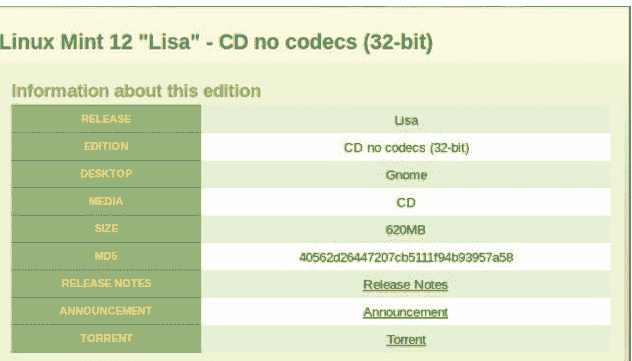 Linux Mint 12 "Lisa" - CD no codecs (32-bit)
Information about this edition
RELEASE Lisa
EDITION CD no codecs (32-bit)
DESKTOP Gnome
MEDIA CD
SIZE 620MB
MD5 40562d26447207cb5111f94b93957a58
RELEASE NOTES Release Notes
ANNOUNCEMENT Announcement
TORRENT Torrent